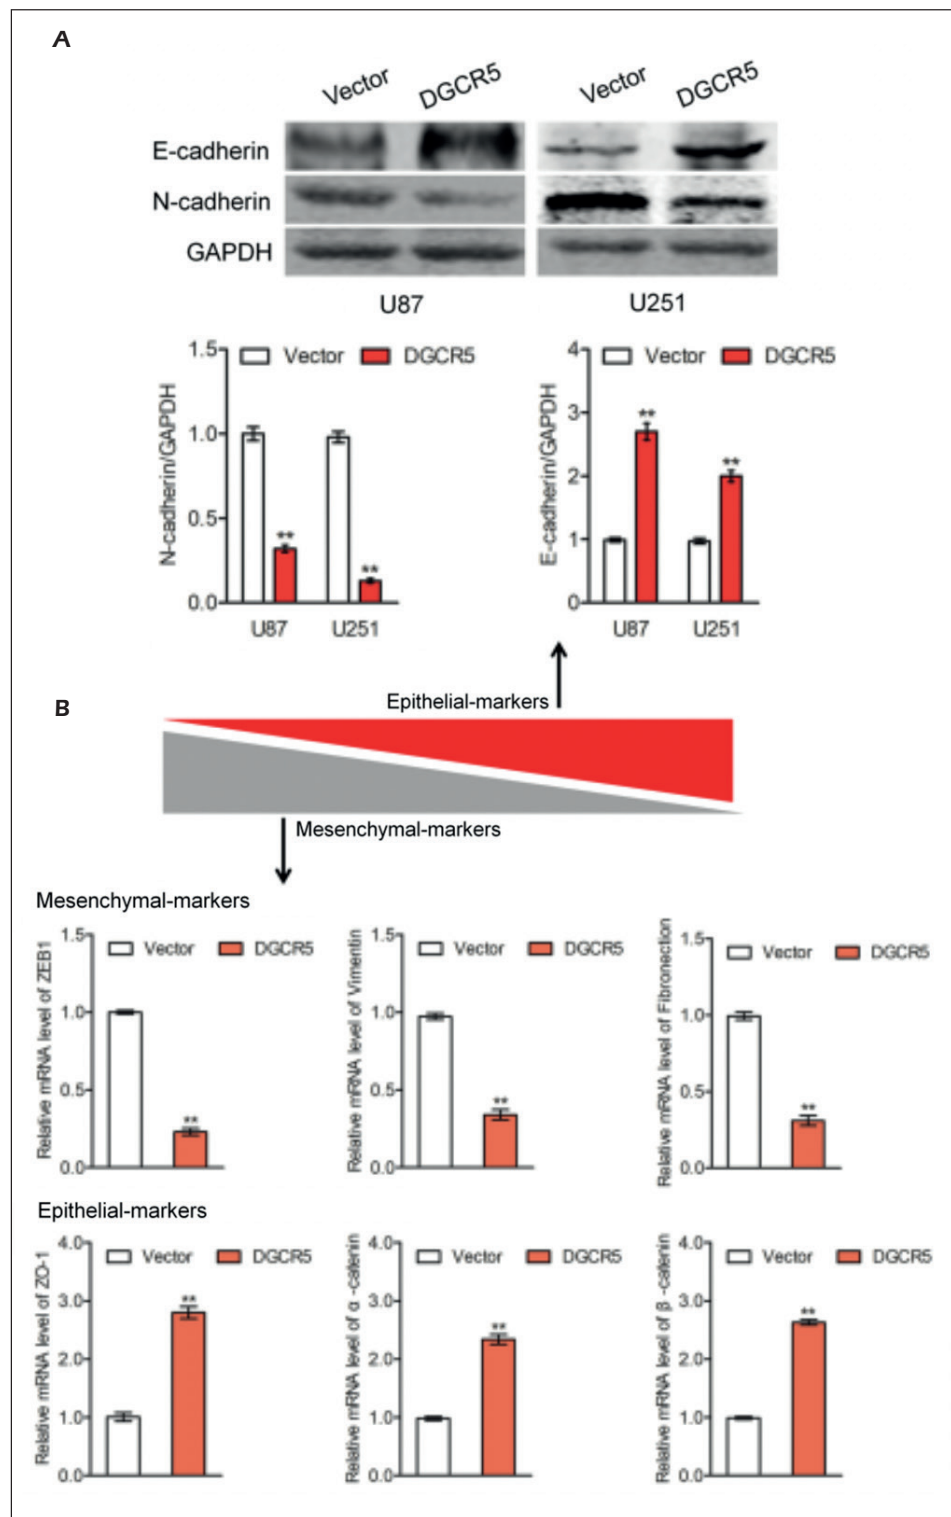 A
Vector DGCR5 Vector DGCR5
E-cadherin
N-cadherin
GAPDH
U87 U251
N-cadherin/GAPDH
1.5
1.0
0.5
0.0
Vector DGCR5
**
**
U87 U251
E-cadherin/GAPDH
4
3
2
1
0
Vector DGCR5
**
**
U87 U251
B
Epithelial-markers
Mesenchymal-markers
Mesenchymal-markers
Relative mRNA level of ZEB1
1.5
1.0
0.5
0.0
Vector DGCR5
**
Relative mRNA level of Vimentin
1.5
1.0
0.5
0.0
Vector DGCR5
**
Relative mRNA level of Fibronection
1.5
1.0
0.5
0.0
Vector DGCR5
**
Epithelial-markers
Relative mRNA level of ZO-1
4.0
3.0
2.0
1.0
0.0
Vector DGCR5
**
Relative mRNA level of α -catenin
4.0
3.0
2.0
1.0
0.0
Vector DGCR5
**
Relative mRNA level of β -catenin
4.0
3.0
2.0
1.0
0.0
Vector DGCR5
**